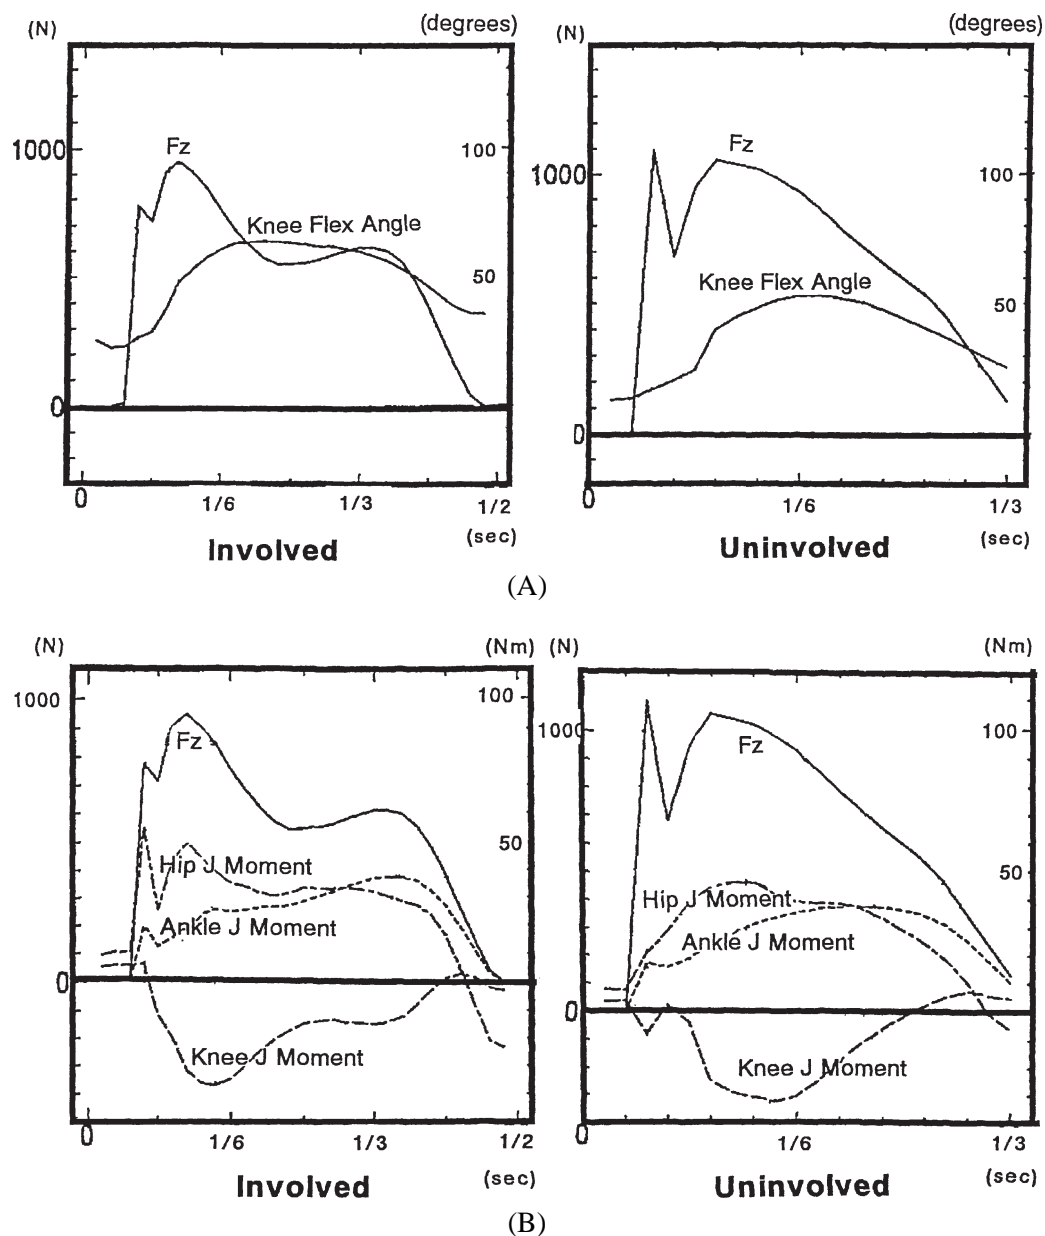 (N) (degrees) (N) (degrees)
Fz Fz
1000 100 1000 100
Knee Flex Angle
50 Knee Flex Angle 50
0 0
0 1/6 1/3 1/2 0 1/6 1/3
(sec) (sec)
Involved Uninvolved
(A)
(N) (Nm) (N) (Nm)
1000 100 1000 100
Fz Fz
50 50
Hip J Moment Hip J Moment
Ankle J Moment Ankle J Moment
0 0
Knee J Moment Knee J Moment
0 1/6 1/3 1/2 0 1/6 1/3
(sec) (sec)
Involved Uninvolved
(B)